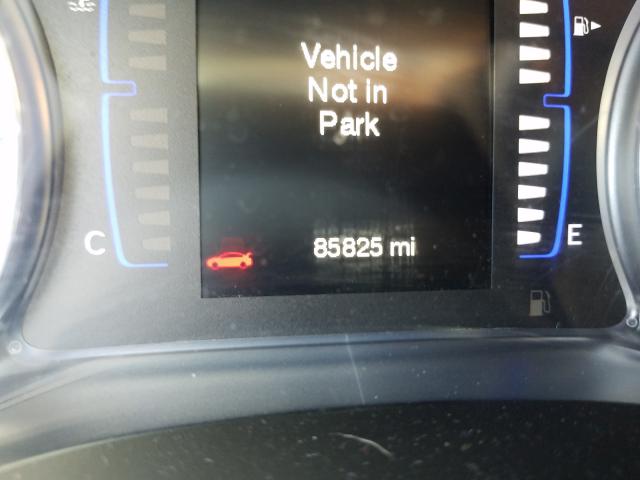 Vehicle
Not in
Park
C
85825 mi
E